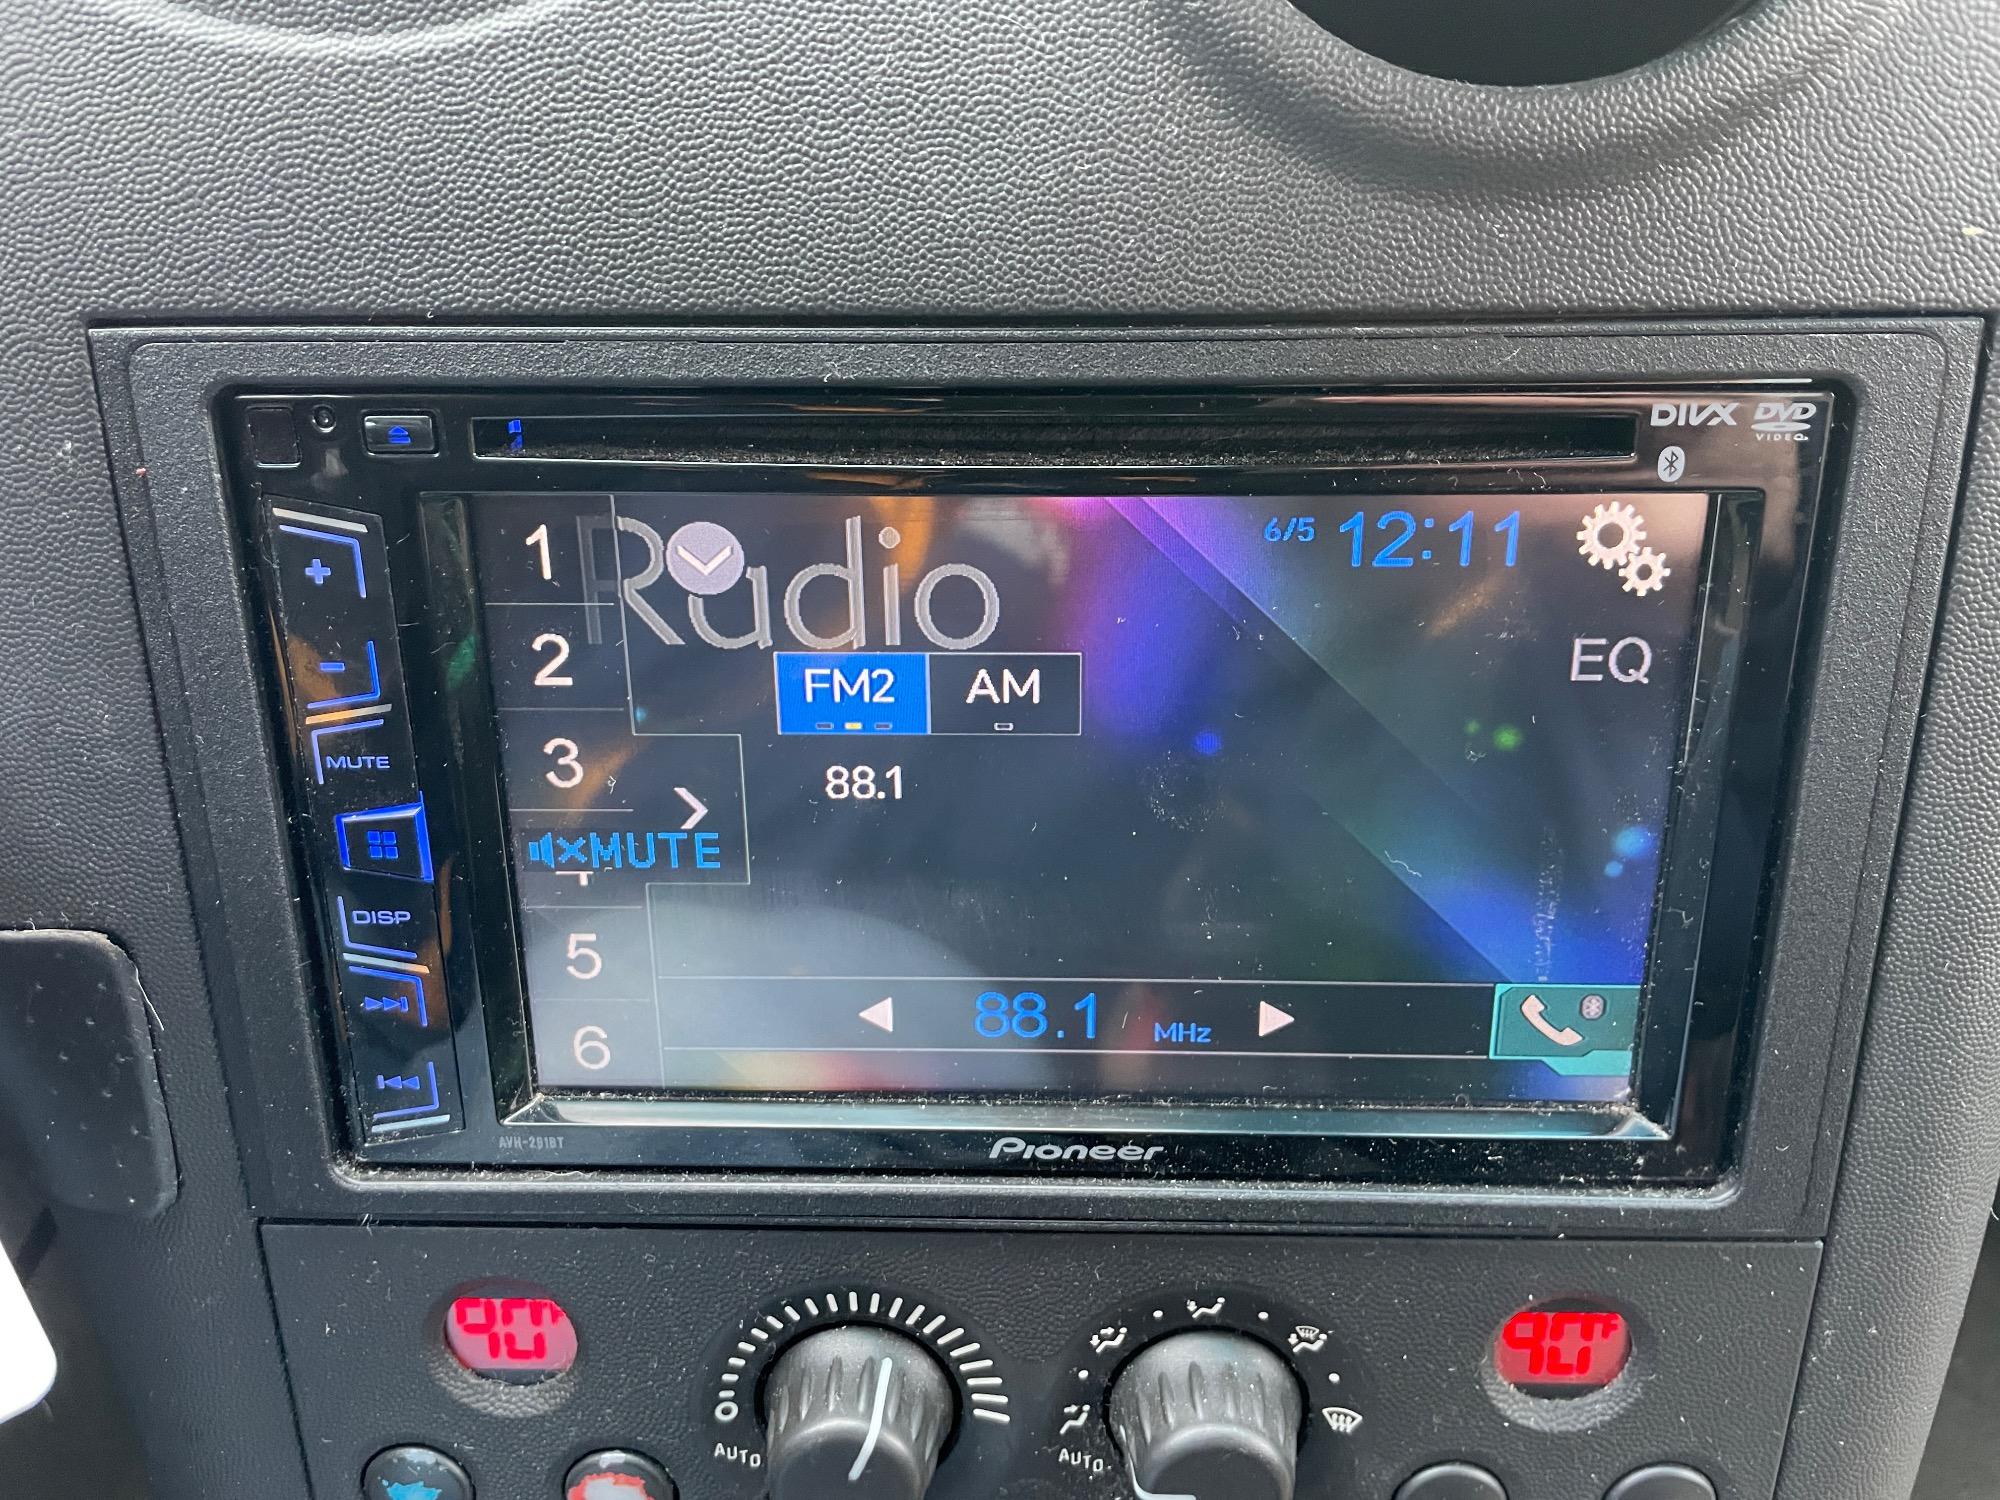 DIVX DVD
VIDEO
1
Radio
6/5 12:11
2
FM2 AM
EQ
3
88.1
MUTE
MUTE
DISP
5
88.1 MHz
6
AVH-291BT
Pioneer
90°F
90°F
0
AUTO
AUTO